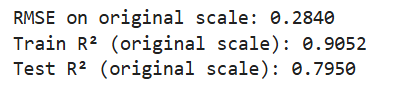 RMSE on original scale: 0.2840
Train R² (original scale): 0.9052
Test R² (original scale): 0.7950